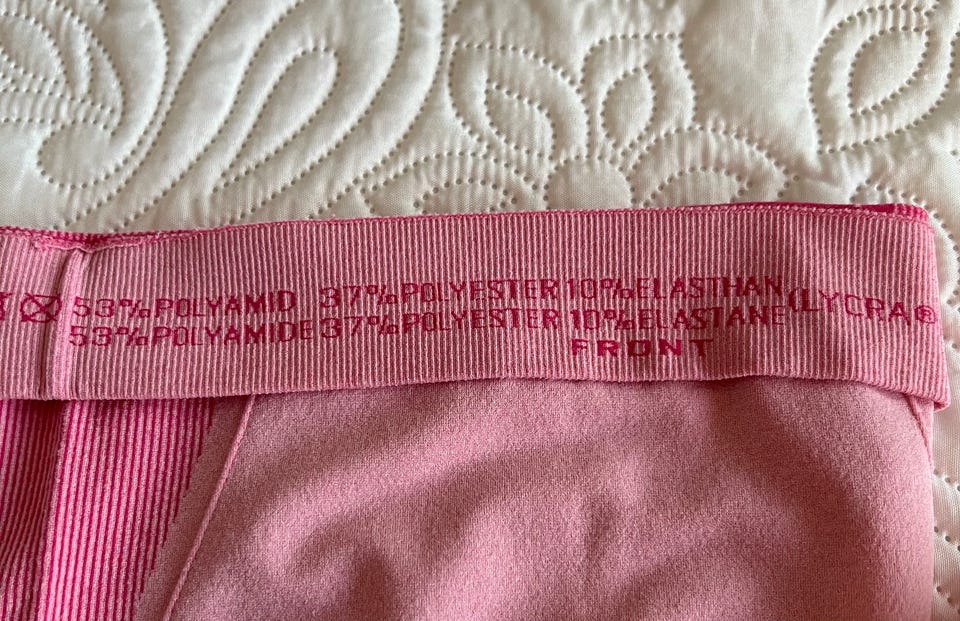 53%POLYAMID 37%POLYESTER 10%ELASTHAN (LYCRA®
53%POLYAMIDE 37%POLYESTER 10%ELASTANE
FRONT